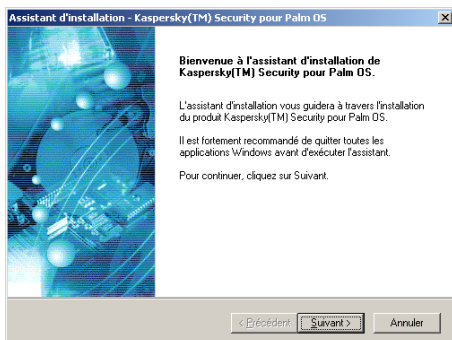 Assistant d'installation - Kaspersky(TM) Security pour Palm OS
Bienvenue à l'assistant d'installation de
Kaspersky(TM) Security pour Palm OS.
L'assistant d'installation vous guidera à travers l'installation
du produit Kaspersky(TM) Security pour Palm OS.
Il est fortement recommandé de quitter toutes les
applications Windows avant d'exécuter l'assistant.
Pour continuer, cliquez sur Suivant.
< Précédent
Suivant >
Annuler